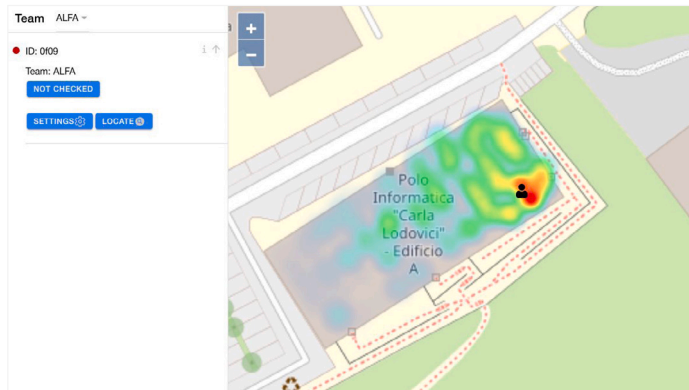 Team ALFA
ID: 0f09
Team: ALFA
NOT CHECKED
SETTINGS LOCATE
+
−
Polo
Informatica
"Carla
Lodovici"
- Edificio
A